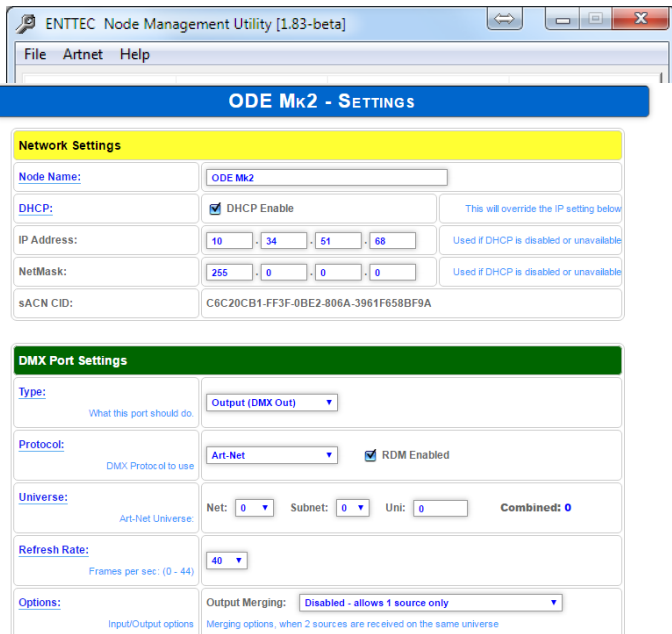 ENTTEC Node Management Utility [1.83-beta]
File Artnet Help
ODE Mk2 - Settings
Network Settings
Node Name: ODE Mk2
DHCP: DHCP Enable This will override the IP setting below
IP Address: 10 . 34 . 51 . 68 Used if DHCP is disabled or unavailable
NetMask: 255 . 0 . 0 . 0 Used if DHCP is disabled or unavailable
sACN CID: C6C20CB1-FF3F-0BE2-806A-3961F658BF9A
DMX Port Settings
Type:
What this port should do. Output (DMX Out)
Protocol:
DMX Protocol to use Art-Net RDM Enabled
Universe:
Art-Net Universe: Net: 0 Subnet: 0 Uni: 0 Combined: 0
Refresh Rate:
Frames per sec: (0 - 44) 40
Options: Output Merging: Disabled - allows 1 source only
Input/Output options Merging options, when 2 sources are received on the same universe